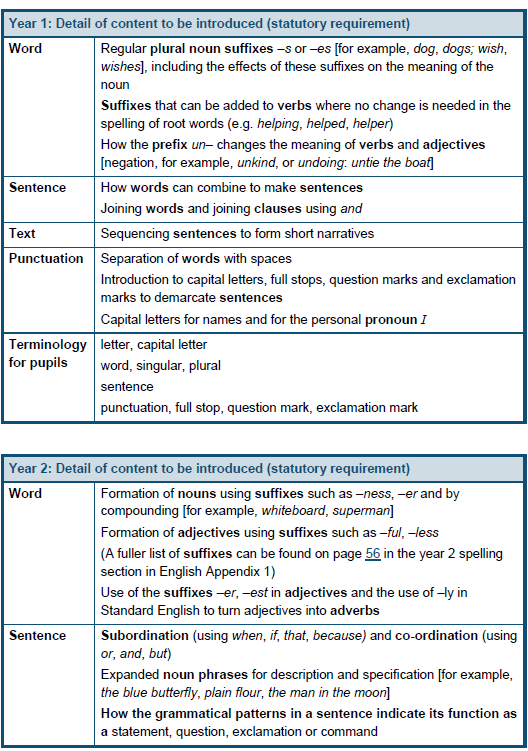 Year 1: Detail of content to be introduced (statutory requirement)
Word
Regular plural noun suffixes –s or –es [for example, dog, dogs; wish,
wishes], including the effects of these suffixes on the meaning of the
noun
Suffixes that can be added to verbs where no change is needed in the
spelling of root words (e.g. helping, helped, helper)
How the prefix un– changes the meaning of verbs and adjectives
[negation, for example, unkind, or undoing: untie the boat]
Sentence
How words can combine to make sentences
Joining words and joining clauses using and
Text
Sequencing sentences to form short narratives
Punctuation
Separation of words with spaces
Introduction to capital letters, full stops, question marks and exclamation
marks to demarcate sentences
Capital letters for names and for the personal pronoun I
Terminology
for pupils
letter, capital letter
word, singular, plural
sentence
punctuation, full stop, question mark, exclamation mark
Year 2: Detail of content to be introduced (statutory requirement)
Word
Formation of nouns using suffixes such as –ness, –er and by
compounding [for example, whiteboard, superman]
Formation of adjectives using suffixes such as –ful, –less
(A fuller list of suffixes can be found on page 56 in the year 2 spelling
section in English Appendix 1)
Use of the suffixes –er, –est in adjectives and the use of –ly in
Standard English to turn adjectives into adverbs
Sentence
Subordination (using when, if, that, because) and co-ordination (using
or, and, but)
Expanded noun phrases for description and specification [for example,
the blue butterfly, plain flour, the man in the moon]
How the grammatical patterns in a sentence indicate its function as
a statement, question, exclamation or command